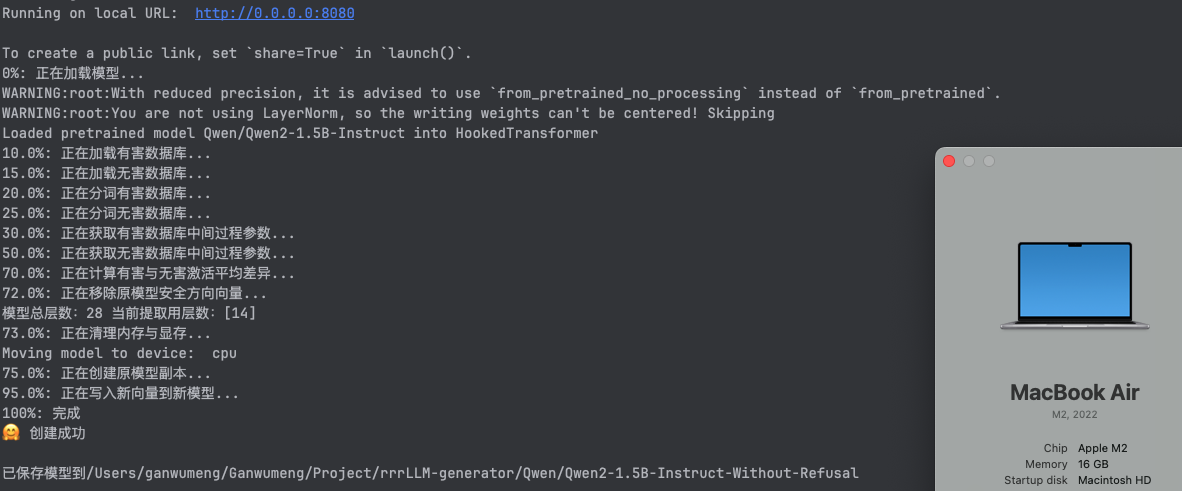 Running on local URL:  http://0.0.0.0:8080
To create a public link, set `share=True` in `launch()`.
0%: 正在加载模型...
WARNING:root:With reduced precision, it is advised to use `from_pretrained_no_processing` instead of `from_pretrained`.
WARNING:root:You are not using LayerNorm, so the writing weights can't be centered! Skipping
Loaded pretrained model Qwen/Qwen2-1.5B-Instruct into HookedTransformer
10.0%: 正在加载有害数据库...
15.0%: 正在加载无害数据库...
20.0%: 正在分词有害数据库...
25.0%: 正在分词无害数据库...
30.0%: 正在获取有害数据库中间过程参数...
50.0%: 正在获取无害数据库中间过程参数...
70.0%: 正在计算有害与无害激活平均差异...
72.0%: 正在移除原模型安全方向向量...
模型总层数: 28 当前提取用层数: [14]
73.0%: 正在清理内存与显存...
Moving model to device:  cpu
75.0%: 正在创建原模型副本...
95.0%: 正在写入新向量到新模型...
100%: 完成
🤗 创建成功
已保存模型到/Users/ganwumeng/Ganwumeng/Project/rrrLLM-generator/Qwen/Qwen2-1.5B-Instruct-Without-Refusal
MacBook Air
M2, 2022
Chip Apple M2
Memory 16 GB
Startup disk Macintosh HD